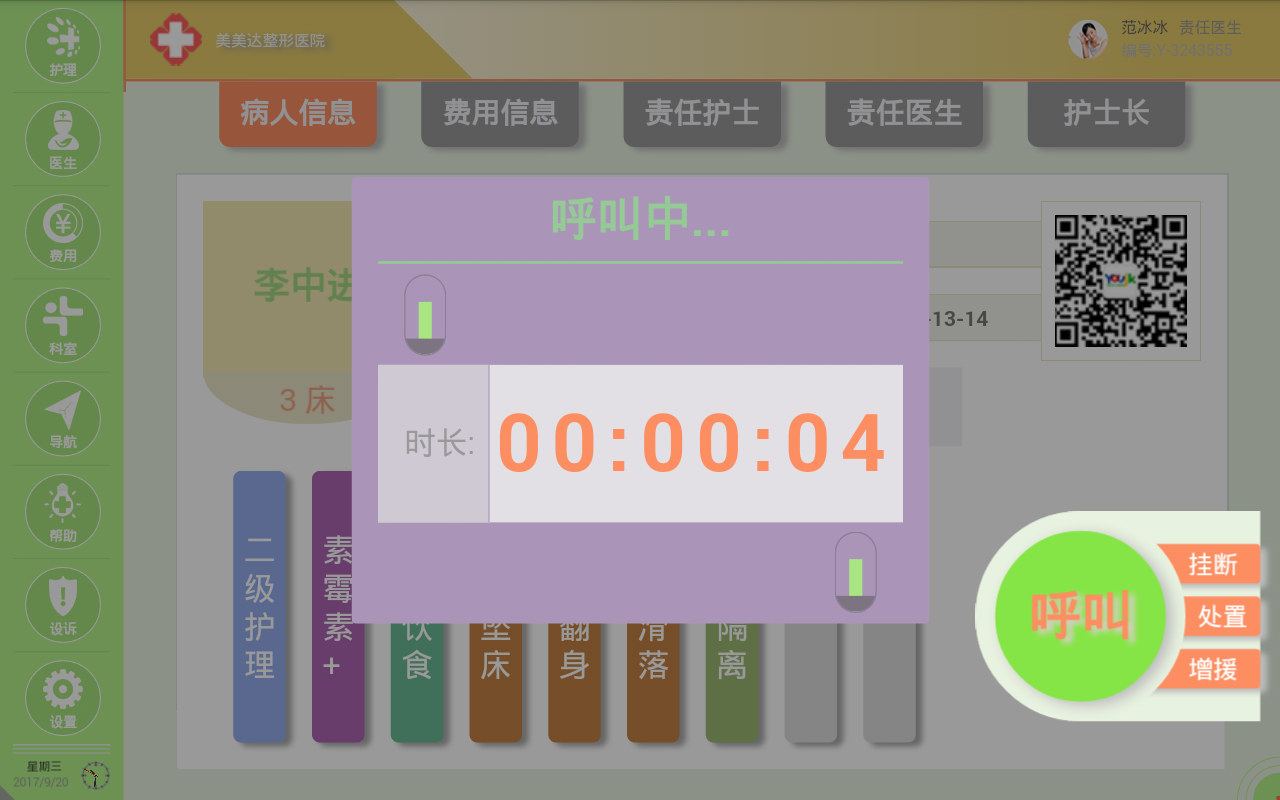 护理
医生
费用
科室
导航
帮助
设诉
设置
星期三
2017/9/20
美美达整形医院
范冰冰 责任医生
编号.Y-3243555
病人信息
费用信息
责任护士
责任医生
护士长
李中进
3 床
-13-14
呼叫中...
时长:
00:00:04
二级护理
素霉素+
饮食
坠床
翻身
滑落
隔离
呼叫
挂断
处置
增援